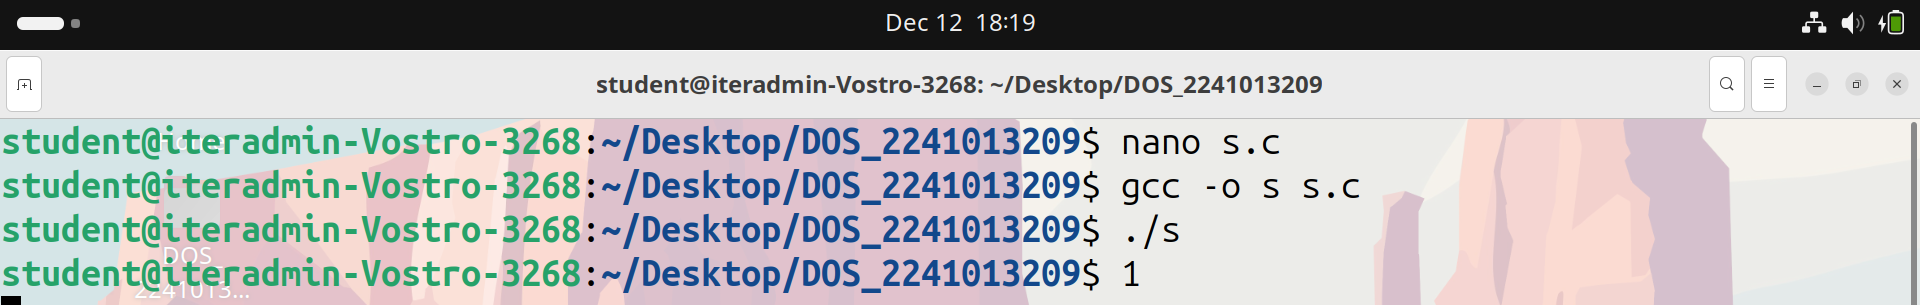 Dec 12 18:19
student@iteradmin-Vostro-3268: ~/Desktop/DOS_2241013209
student@iteradmin-Vostro-3268:~/Desktop/DOS_2241013209$ nano s.c
student@iteradmin-Vostro-3268:~/Desktop/DOS_2241013209$ gcc -o s s.c
student@iteradmin-Vostro-3268:~/Desktop/DOS_2241013209$ ./s
student@iteradmin-Vostro-3268:~/Desktop/DOS_2241013209$ 1
Home
DOS
2241013...